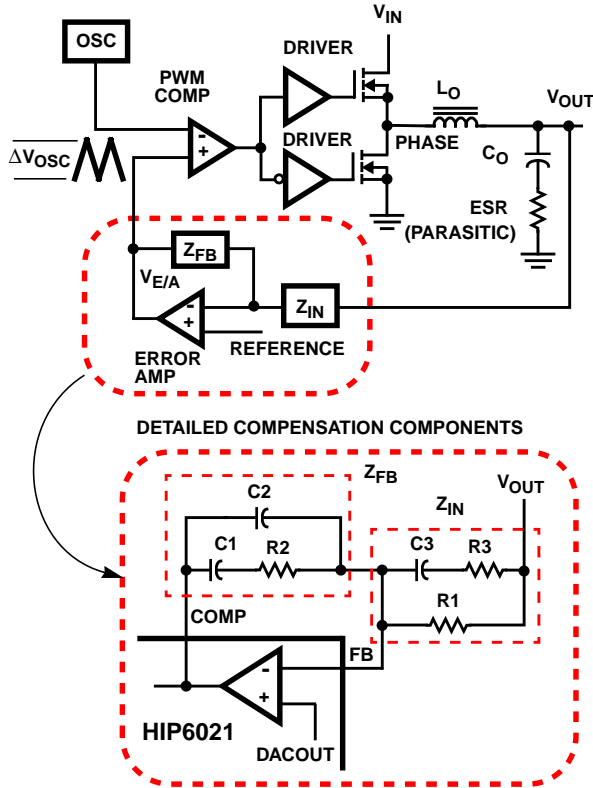 V_IN
OSC
DRIVER
PWM
COMP
L_O
V_OUT
-
+
DRIVER
PHASE
C_O
ΔV_OSC
ESR
(PARASITIC)
Z_FB
V_E/A
-
+
Z_IN
REFERENCE
ERROR
AMP
DETAILED COMPENSATION COMPONENTS
Z_FB
V_OUT
C2
Z_IN
C1
R2
C3
R3
R1
COMP
FB
-
+
HIP6021
DACOUT